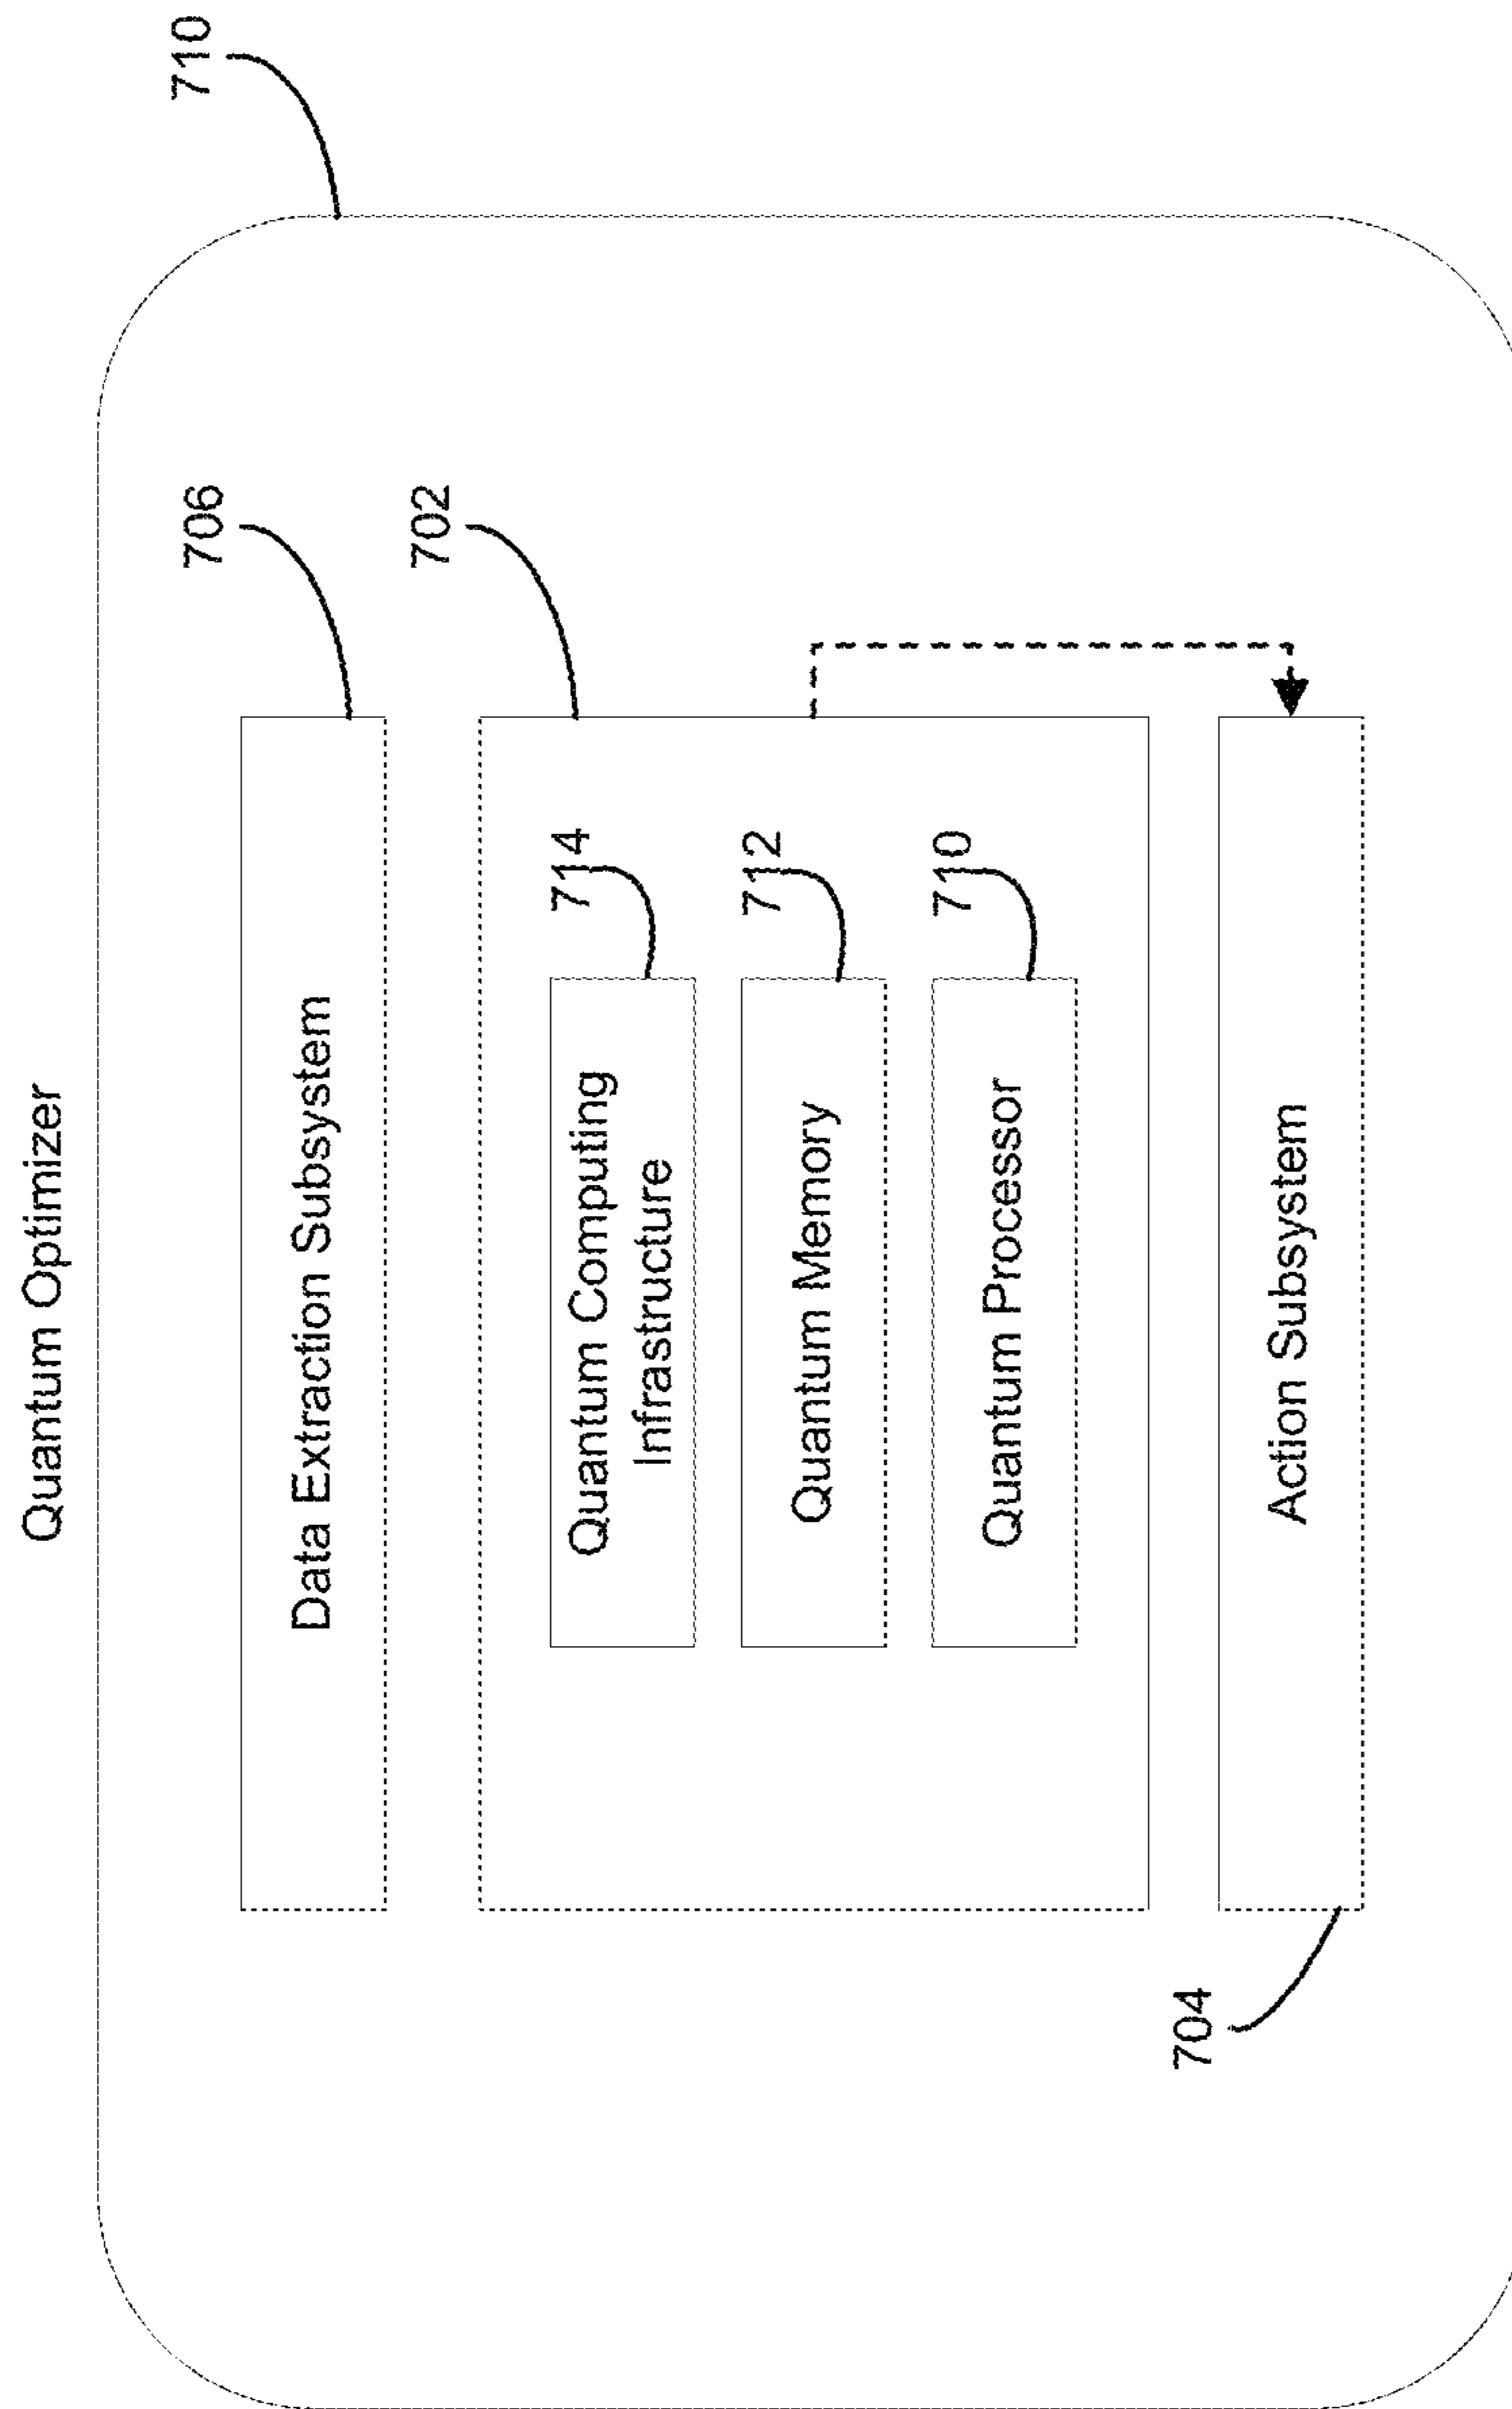 Quantum Optimizer
710
706
Data Extraction Subsystem
702
714
Quantum Computing
Infrastructure
712
Quantum Memory
710
Quantum Processor
704
Action Subsystem